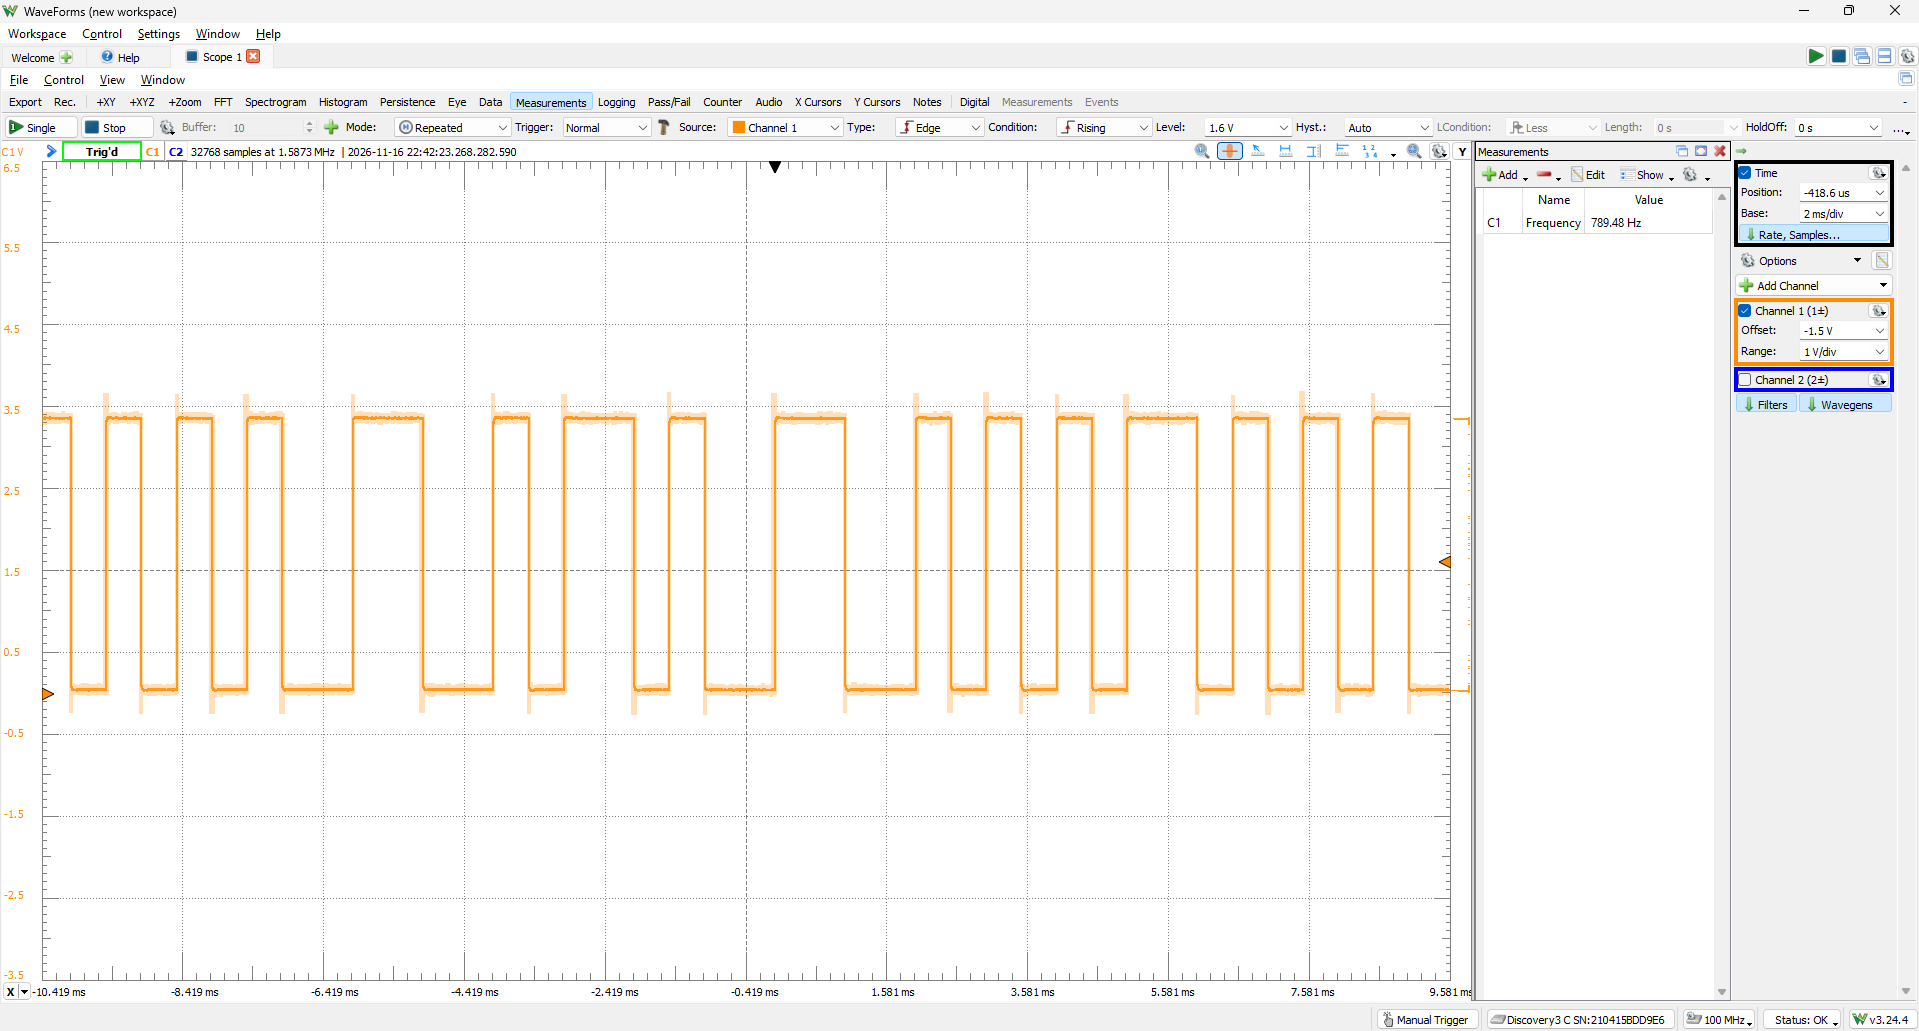 WaveForms (new workspace)
Workspace Control Settings Window Help
Welcome Help Scope 1
File Control View Window
Export Rec. +XY +XYZ +Zoom FFT Spectrogram Histogram Persistence Eye Data Measurements Logging Pass/Fail Counter Audio X Cursors Y Cursors Notes Digital Measurements Events
Single Stop Buffer: 10 Mode: Repeated Trigger: Normal Source: Channel 1 Type: Edge Condition: Rising Level: 1.6 V Hyst.: Auto LCondition: Less Length: 0 s HoldOff: 0 s ...
C1 V Trig'd C1 C2 32768 samples at 1.5873 MHz | 2026-11-16 22:42:23.268.282.590 Y
6.5
5.5
4.5
3.5
2.5
1.5
0.5
-0.5
-1.5
-2.5
-3.5
X -10.419 ms -8.419 ms -6.419 ms -4.419 ms -2.419 ms -0.419 ms 1.581 ms 3.581 ms 5.581 ms 7.581 ms 9.581 ms
Measurements
Add Edit Show
Name Value
C1 Frequency 789.48 Hz
Time
Position: -418.6 us
Base: 2 ms/div
Rate, Samples...
Options
Add Channel
Channel 1 (1±)
Offset: -1.5 V
Range: 1 V/div
Channel 2 (2±)
Filters Wavegens
Manual Trigger Discovery3 C SN:210415BDD9E6 100 MHz Status: OK v3.24.4